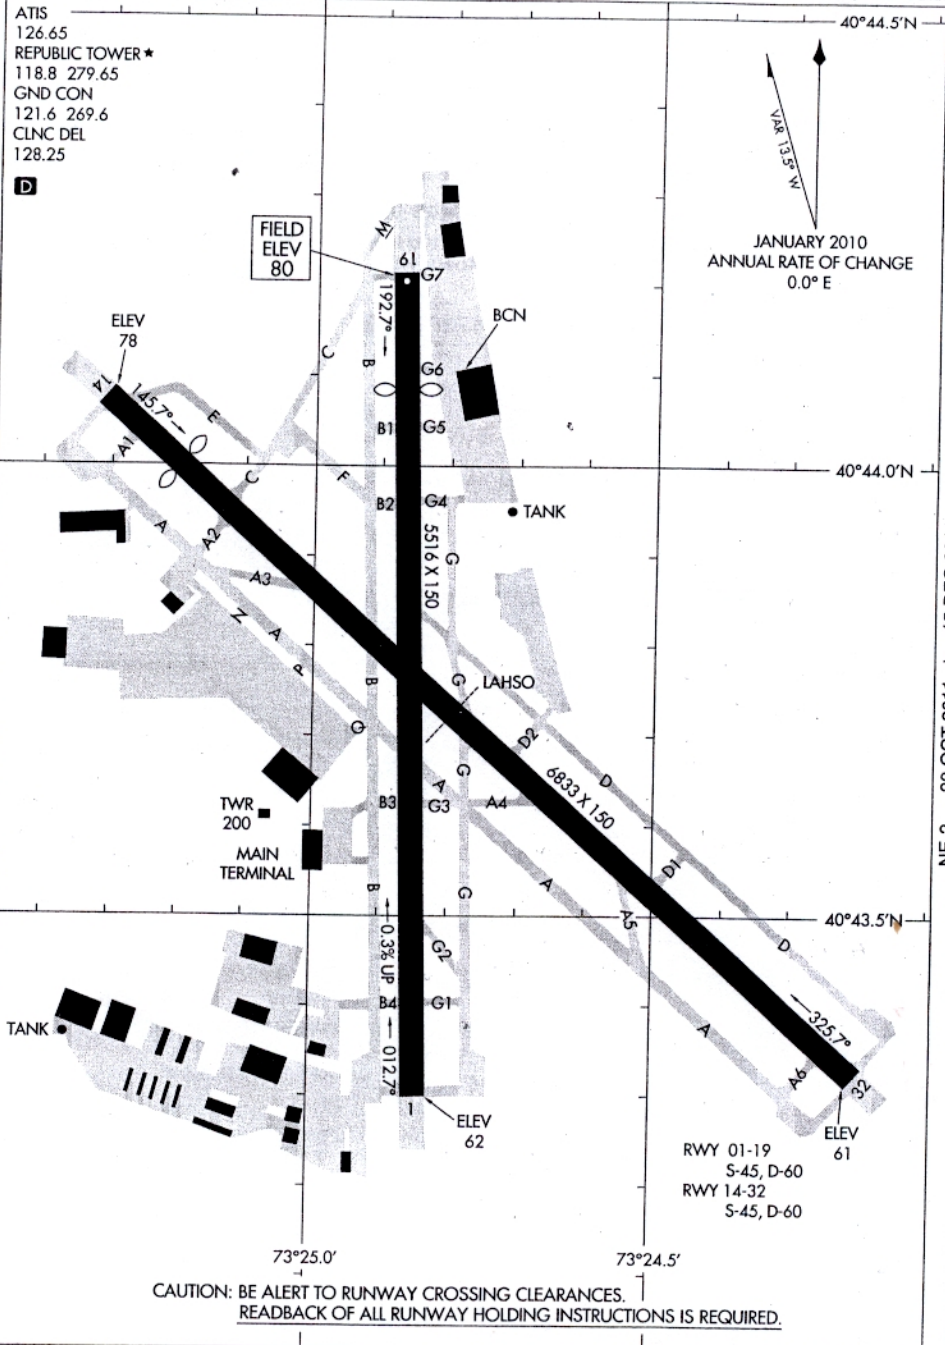 ATIS
126.65
REPUBLIC TOWER ★
118.8 279.65
GND CON
121.6 269.6
CLNC DEL
128.25
D
40°44.5'N
VAR 13.5° W
JANUARY 2010
ANNUAL RATE OF CHANGE
0.0° E
FIELD
ELEV
80
W
19
G7
192.7°
BCN
ELEV
78
C
B
G6
14
145.7°
E
B1
G5
A1
40°44.0'N
C
F
B2
G4
TANK
A
A2
5516 X 150
G
A3
N
A
P
B
G
LAHSO
Q
D2
D
G
A
6833 X 150
B3
G3
A4
TWR
200
MAIN
TERMINAL
D1
B
G
A
A5
40°43.5'N
0.3% UP
G2
D
B4
G1
TANK
A
325.7°
012.7°
A6
32
1
ELEV
62
ELEV
61
RWY 01-19
S-45, D-60
RWY 14-32
S-45, D-60
73°25.0'
73°24.5'
CAUTION: BE ALERT TO RUNWAY CROSSING CLEARANCES.
READBACK OF ALL RUNWAY HOLDING INSTRUCTIONS IS REQUIRED.